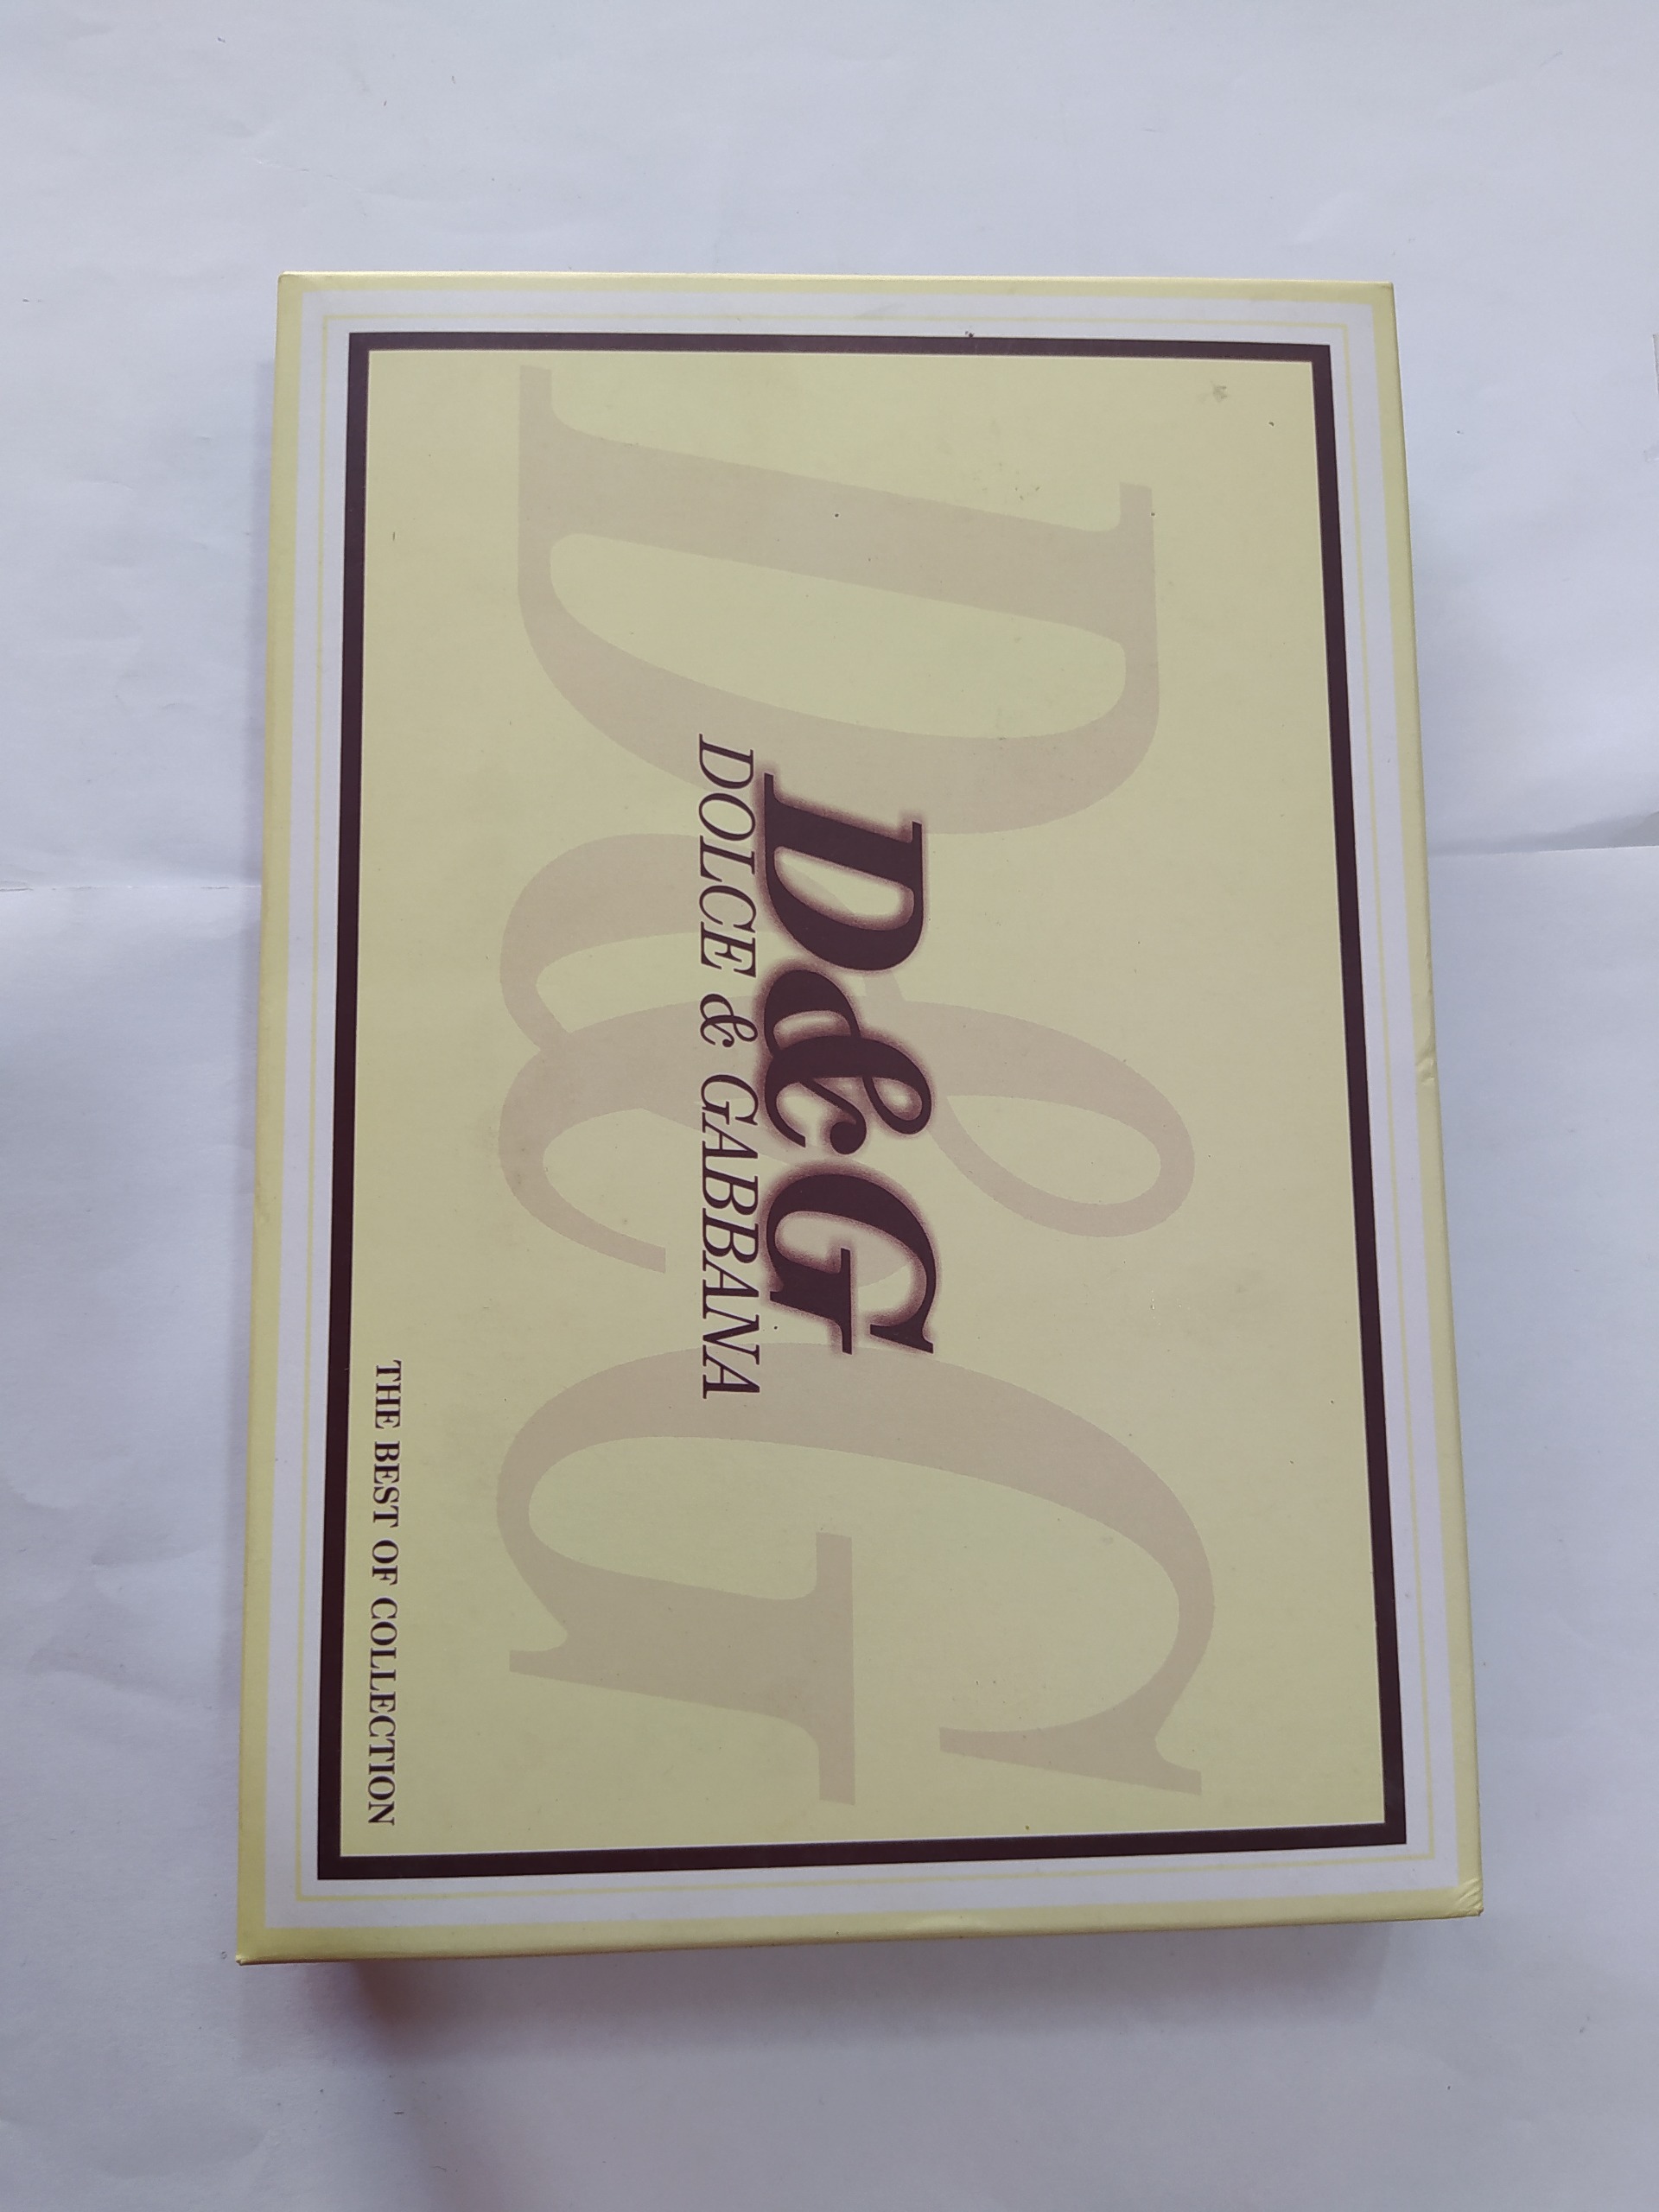 D&G
D&G
DOLCE & GABBANA
THE BEST OF COLLECTION